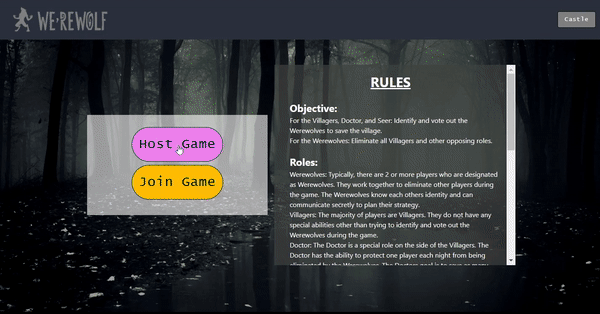 WE'REWOLF
Castle
Host Game
Join Game
RULES
Objective:
For the Villagers, Doctor, and Seer: Identify and vote out the
Werewolves to save the village.
For the Werewolves: Eliminate all Villagers and other opposing roles.
Roles:
Werewolves: Typically, there are 2 or more players who are designated
as Werewolves. They work together to eliminate other players during
the game. The Werewolves know each others identity and can
communicate secretly to plan their strategy.
Villagers: The majority of players are Villagers. They do not have any
special abilities other than trying to identify and vote out the
Werewolves during the game.
Doctor: The Doctor is a special role on the side of the Villagers. The
Doctor has the ability to protect one player each night from being
eliminated by the Werewolves. The Doctors goal is to save as many